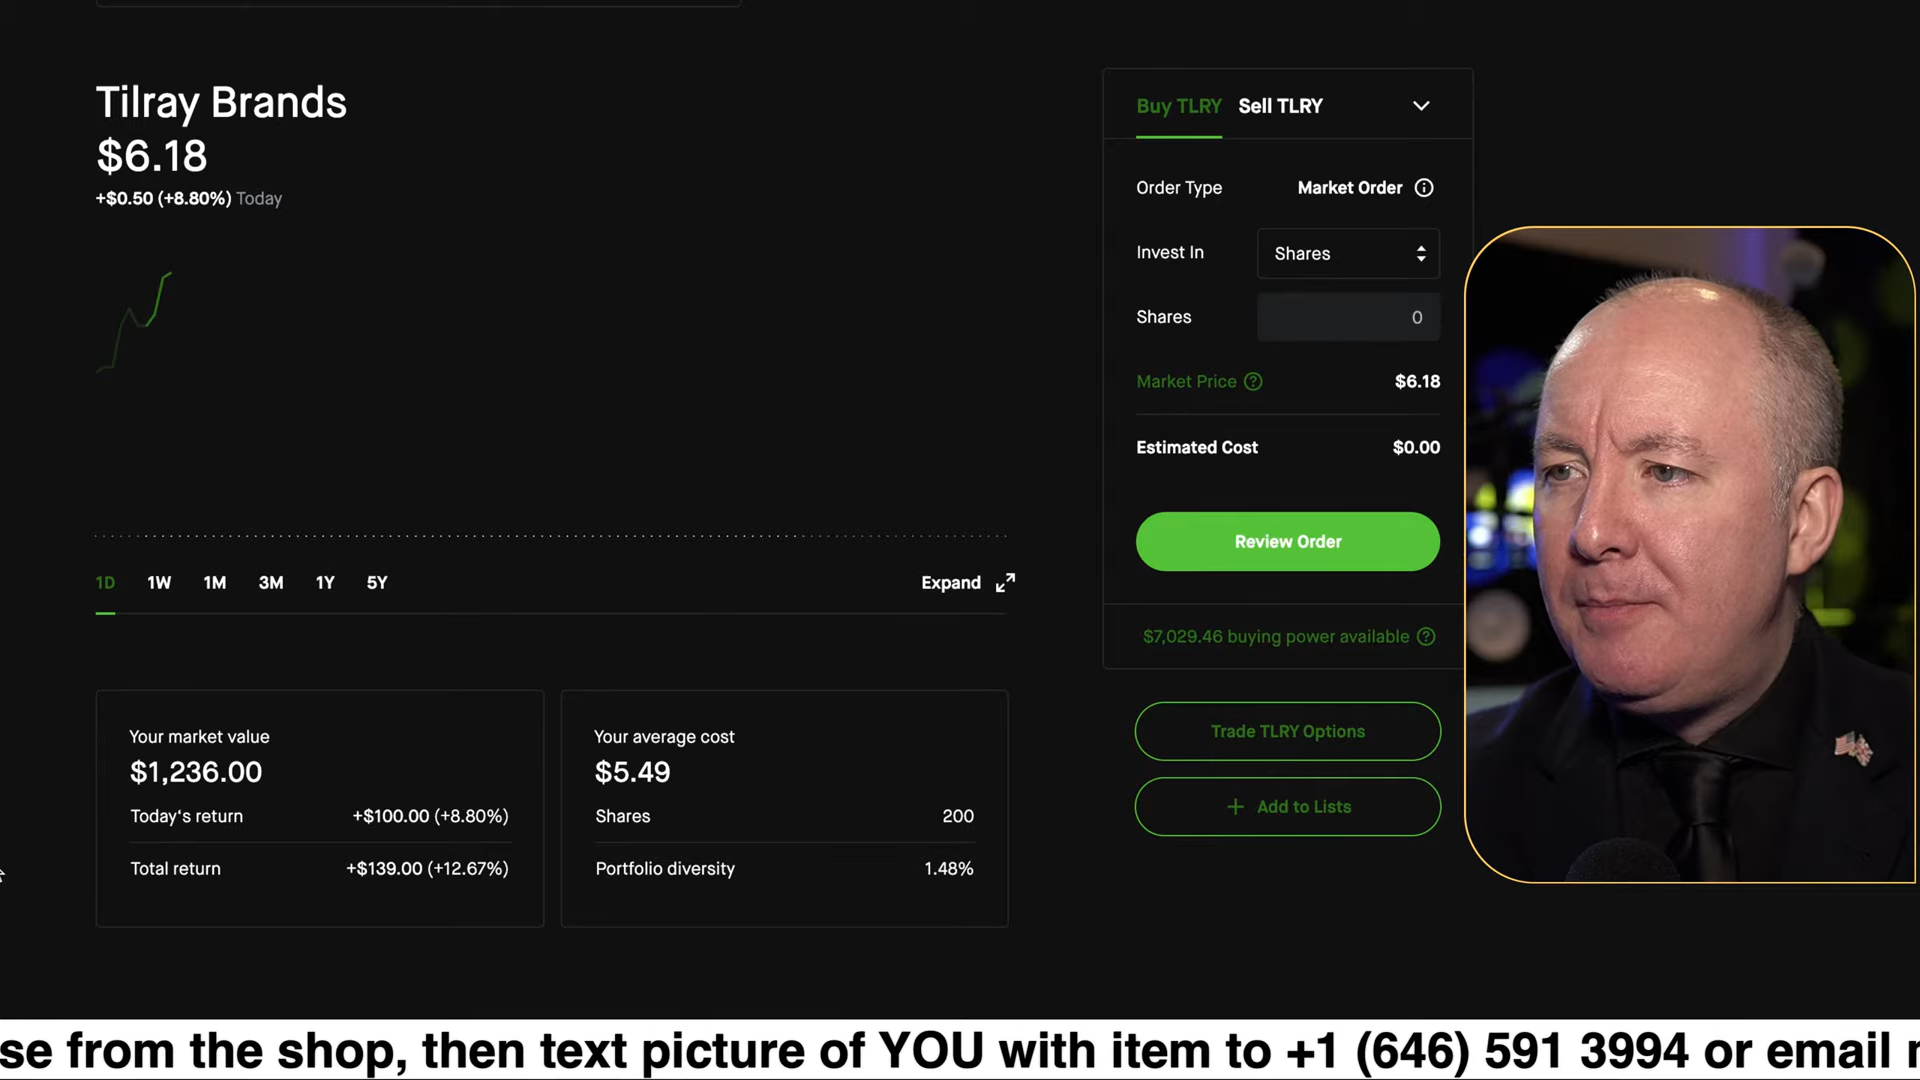 Tilray Brands
$6.18
+$0.50 (+8.80%) Today
1D 1W 1M 3M 1Y 5Y Expand
Your market value
$1,236.00
Today's return +$100.00 (+8.80%)
Total return +$139.00 (+12.67%)
Your average cost
$5.49
Shares 200
Portfolio diversity 1.48%
Buy TLRY Sell TLRY
Order Type Market Order
Invest In Shares
Shares 0
Market Price $6.18
Estimated Cost $0.00
Review Order
$7,029.46 buying power available
Trade TLRY Options
+ Add to Lists
se from the shop, then text picture of YOU with item to +1 (646) 591 3994 or email